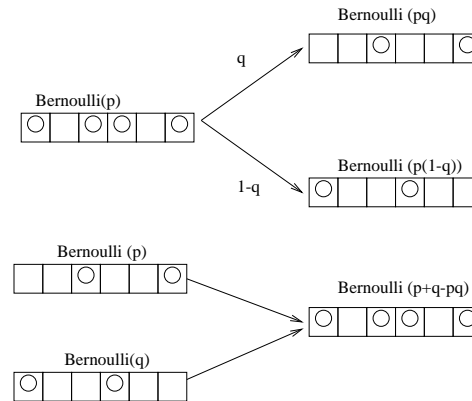 Bernoulli (pq)
q
Bernoulli(p)
Bernoulli (p(1-q))
1-q
Bernoulli (p)
Bernoulli (p+q-pq)
Bernoulli(q)